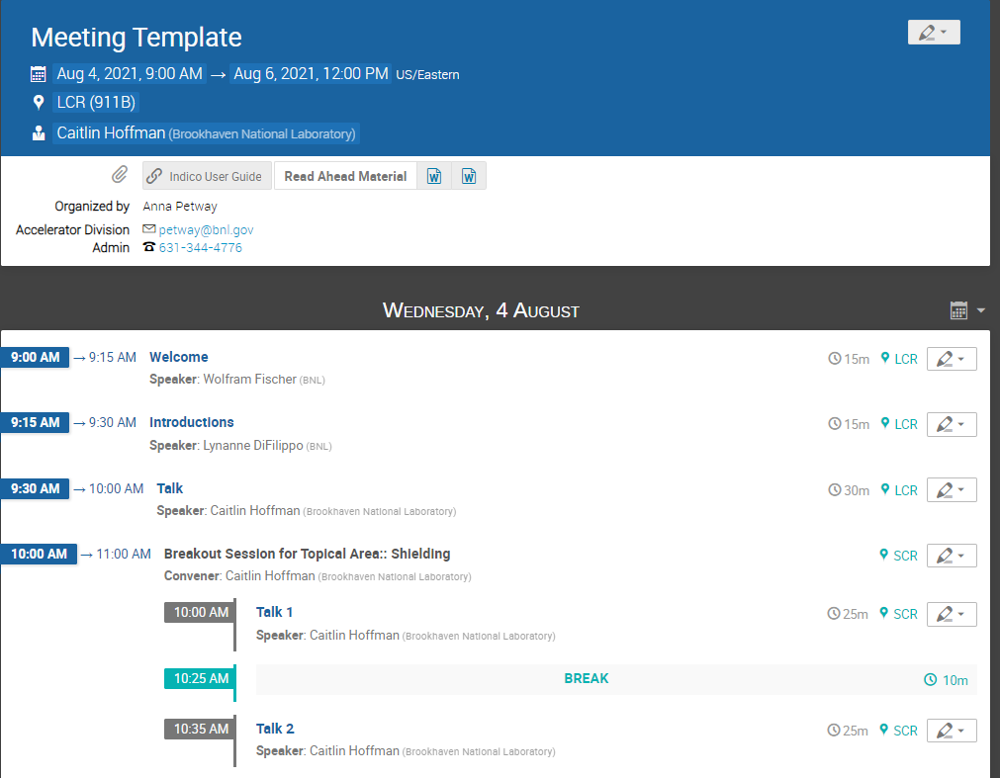 Meeting Template
Aug 4, 2021, 9:00 AM → Aug 6, 2021, 12:00 PM US/Eastern
LCR (911B)
Caitlin Hoffman (Brookhaven National Laboratory)
Indico User Guide Read Ahead Material
Organized by Anna Petway
Accelerator Division petway@bnl.gov
Admin 631-344-4776
Wednesday, 4 August
9:00 AM → 9:15 AM Welcome 15m LCR
Speaker: Wolfram Fischer (BNL)
9:15 AM → 9:30 AM Introductions 15m LCR
Speaker: Lynanne DiFilippo (BNL)
9:30 AM → 10:00 AM Talk 30m LCR
Speaker: Caitlin Hoffman (Brookhaven National Laboratory)
10:00 AM → 11:00 AM Breakout Session for Topical Area:: Shielding SCR
Convener: Caitlin Hoffman (Brookhaven National Laboratory)
10:00 AM Talk 1 25m SCR
Speaker: Caitlin Hoffman (Brookhaven National Laboratory)
10:25 AM BREAK 10m
10:35 AM Talk 2 25m SCR
Speaker: Caitlin Hoffman (Brookhaven National Laboratory)